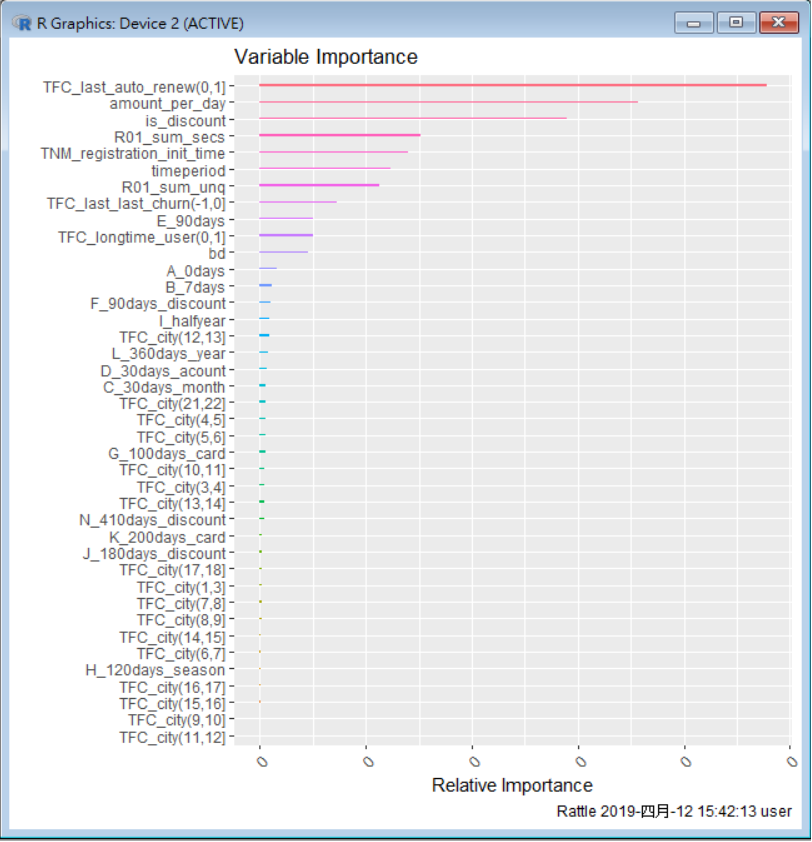 R Graphics: Device 2 (ACTIVE)
Variable Importance
TFC_last_auto_renew(0,1]
amount_per_day
is_discount
R01_sum_secs
TNM_registration_init_time
timeperiod
R01_sum_unq
TFC_last_last_churn(-1,0]
E_90days
TFC_longtime_user(0,1]
bd
A_0days
B_7days
F_90days_discount
I_halfyear
TFC_city(12,13]
L_360days_year
D_30days_acount
C_30days_month
TFC_city(21,22]
TFC_city(4,5]
TFC_city(5,6]
G_100days_card
TFC_city(10,11]
TFC_city(3,4]
TFC_city(13,14]
N_410days_discount
K_200days_card
J_180days_discount
TFC_city(17,18]
TFC_city(1,3]
TFC_city(7,8]
TFC_city(8,9]
TFC_city(14,15]
TFC_city(6,7]
H_120days_season
TFC_city(16,17]
TFC_city(15,16]
TFC_city(9,10]
TFC_city(11,12]
0 0 0 0 0 0
Relative Importance
Rattle 2019-四月-12 15:42:13 user